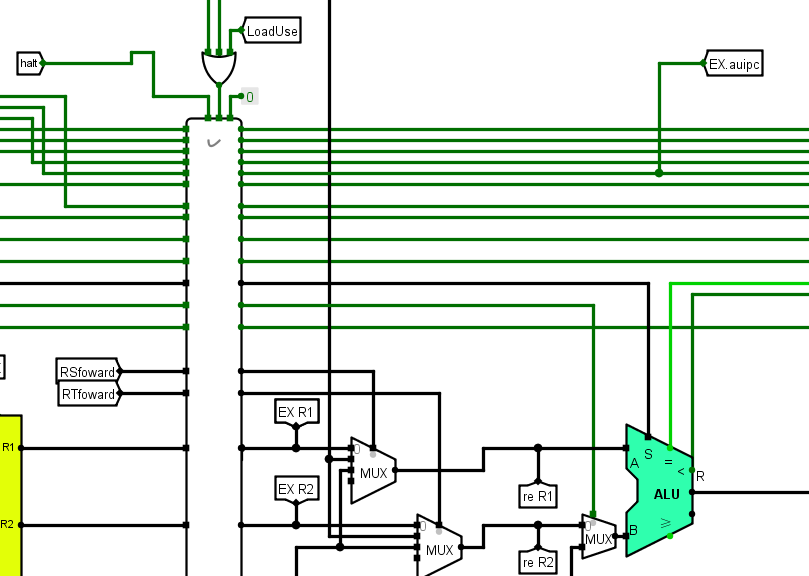 LoadUse
halt
EX.auipc
0
RSfoward
RTfoward
EX R1
R1
0
MUX
A
S
=
<
R
EX R2
re R1
ALU
R2
0
MUX
0
MUX
B
≥
re R2